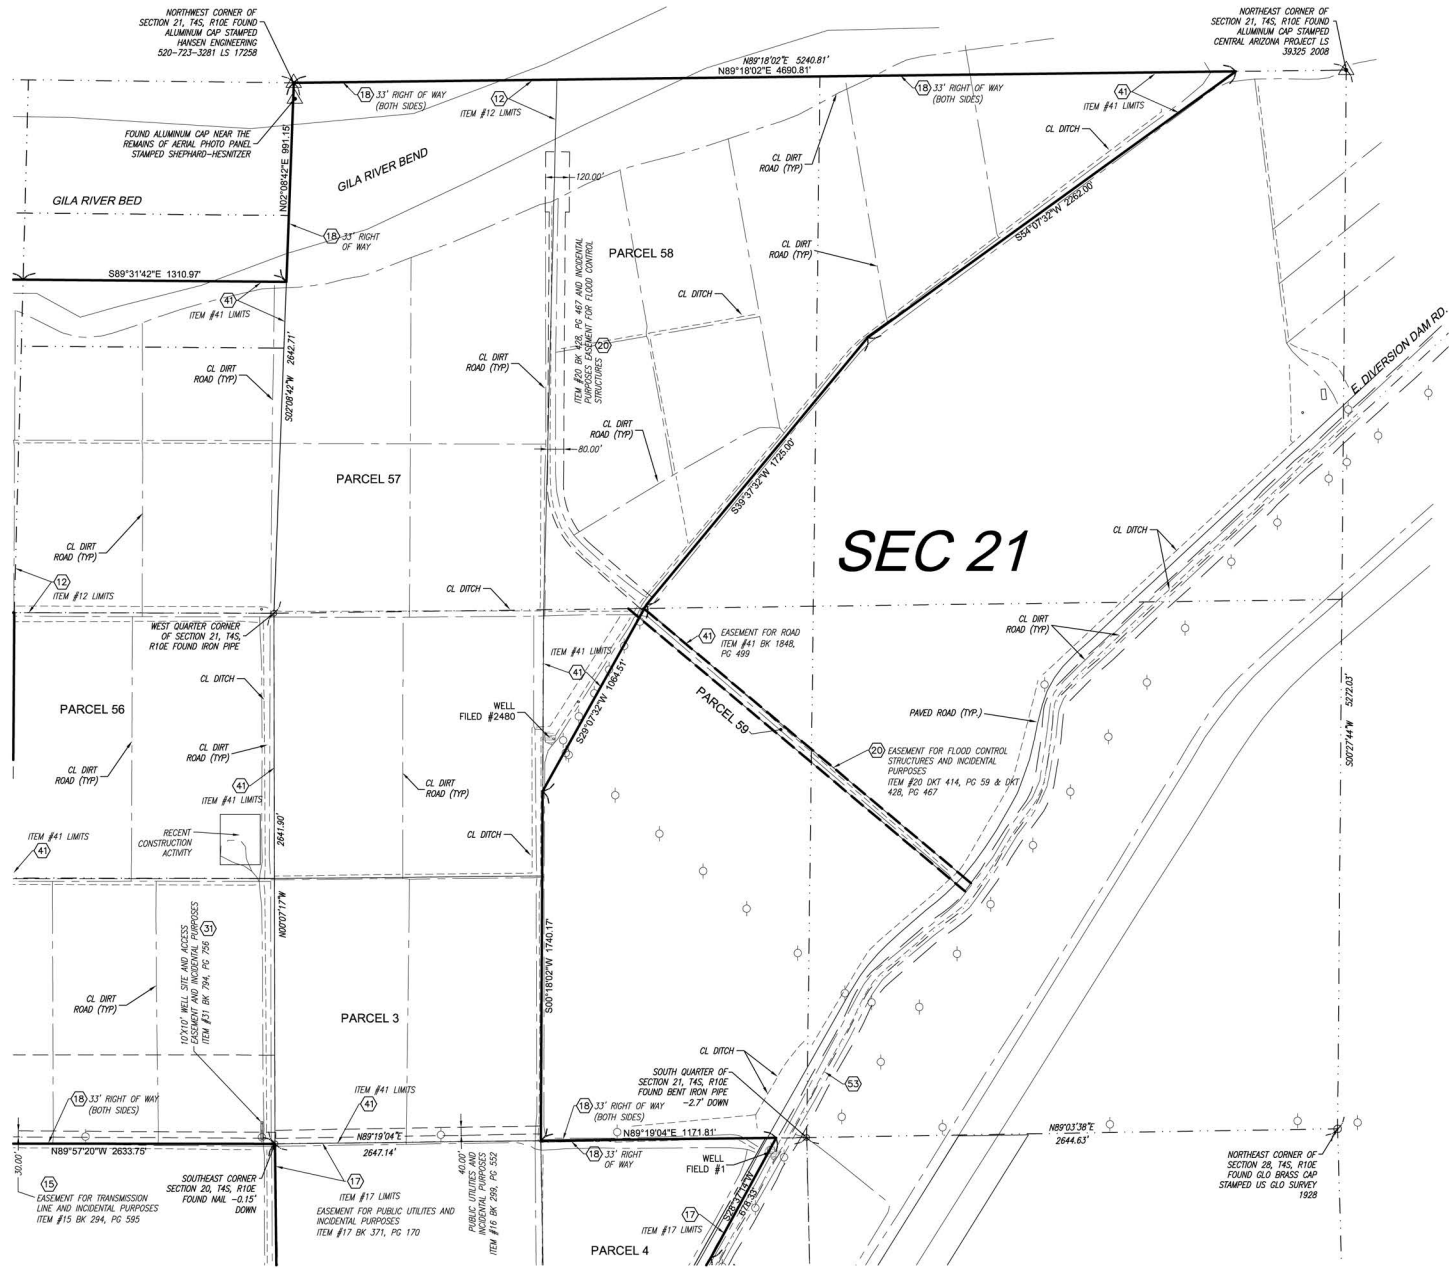 NORTHWEST CORNER OF
SECTION 21, T4S, R10E FOUND
ALUMINUM CAP STAMPED
HANSEN ENGINEERING
520-723-3281 LS 17258
NORTHEAST CORNER OF
SECTION 21, T4S, R10E FOUND
ALUMINUM CAP STAMPED
CENTRAL ARIZONA PROJECT LS
39325 2008
N89°18'02"E 5240.81'
N89°18'02"E 4690.81'
18
33' RIGHT OF WAY
(BOTH SIDES)
12
ITEM #12 LIMITS
18
33' RIGHT OF WAY
(BOTH SIDES)
41
ITEM #41 LIMITS
FOUND ALUMINUM CAP NEAR THE
REMAINS OF AERIAL PHOTO PANEL
STAMPED SHEPHARD-HESNITZER
N02°08'42"E 991.15'
GILA RIVER BEND
GILA RIVER BED
CL DITCH
CL DIRT
ROAD (TYP)
120.00'
18
33' RIGHT
OF WAY
S54°07'32"W 2262.00'
PARCEL 58
CL DIRT
ROAD (TYP)
S89°31'42"E 1310.97'
41
ITEM #41 LIMITS
ITEM #20 BK 428, PG 467 AND INCIDENTAL
PURPOSES EASEMENT FOR FLOOD CONTROL
STRUCTURES
20
CL DITCH
E. DIVERSION DAM RD.
S02°08'42"W 2642.71'
CL DIRT
ROAD (TYP)
CL DIRT
ROAD (TYP)
CL DIRT
ROAD (TYP)
80.00'
S39°37'32"W 1725.00'
PARCEL 57
SEC 21
CL DITCH
CL DIRT
ROAD (TYP)
12
ITEM #12 LIMITS
CL DITCH
WEST QUARTER CORNER
OF SECTION 21, T4S,
R10E FOUND IRON PIPE
CL DIRT
ROAD (TYP)
41
EASEMENT FOR ROAD
ITEM #41 BK 1848,
PG 499
ITEM #41 LIMITS
41
CL DITCH
S29°07'32"W 1064.51'
PARCEL 59
WELL
FILED #2480
PARCEL 56
PAVED ROAD (TYP.)
S00°27'44"W 5272.03'
CL DIRT
ROAD (TYP)
CL DIRT
ROAD (TYP)
41
ITEM #41 LIMITS
CL DIRT
ROAD (TYP)
20
EASEMENT FOR FLOOD CONTROL
STRUCTURES AND INCIDENTAL
PURPOSES
ITEM #20 DKT 414, PG 59 & DKT
428, PG 467
ITEM #41 LIMITS
41
RECENT
CONSTRUCTION
ACTIVITY
2641.90'
CL DITCH
N00°07'17"W
10'X10' WELL SITE AND ACCESS
EASEMENT AND INCIDENTAL PURPOSES
ITEM #31 BK 794, PG 756
31
S00°18'02"W 1740.17'
CL DIRT
ROAD (TYP)
PARCEL 3
CL DITCH
SOUTH QUARTER OF
SECTION 21, T4S, R10E
FOUND BENT IRON PIPE
-2.7' DOWN
53
18
33' RIGHT OF WAY
(BOTH SIDES)
ITEM #41 LIMITS
41
18
33' RIGHT OF WAY
(BOTH SIDES)
N89°57'20"W 2633.75'
N89°19'04"E
2647.14'
N89°19'04"E 1171.81'
N89°03'38"E
2644.63'
18
33' RIGHT
OF WAY
WELL
FIELD #1
30.00'
15
EASEMENT FOR TRANSMISSION
LINE AND INCIDENTAL PURPOSES
ITEM #15 BK 294, PG 595
SOUTHEAST CORNER
SECTION 20, T4S, R10E
FOUND NAIL -0.15'
DOWN
17
ITEM #17 LIMITS
EASEMENT FOR PUBLIC UTILITES AND
INCIDENTAL PURPOSES
ITEM #17 BK 371, PG 170
40.00'
PUBLIC UTILITIES AND
INCIDENTAL PURPOSES
ITEM #16 BK 299, PG 552
NORTHEAST CORNER OF
SECTION 28, T4S, R10E
FOUND GLO BRASS CAP
STAMPED US GLO SURVEY
1928
S28°37'14"W
678.33'
17
ITEM #17 LIMITS
PARCEL 4